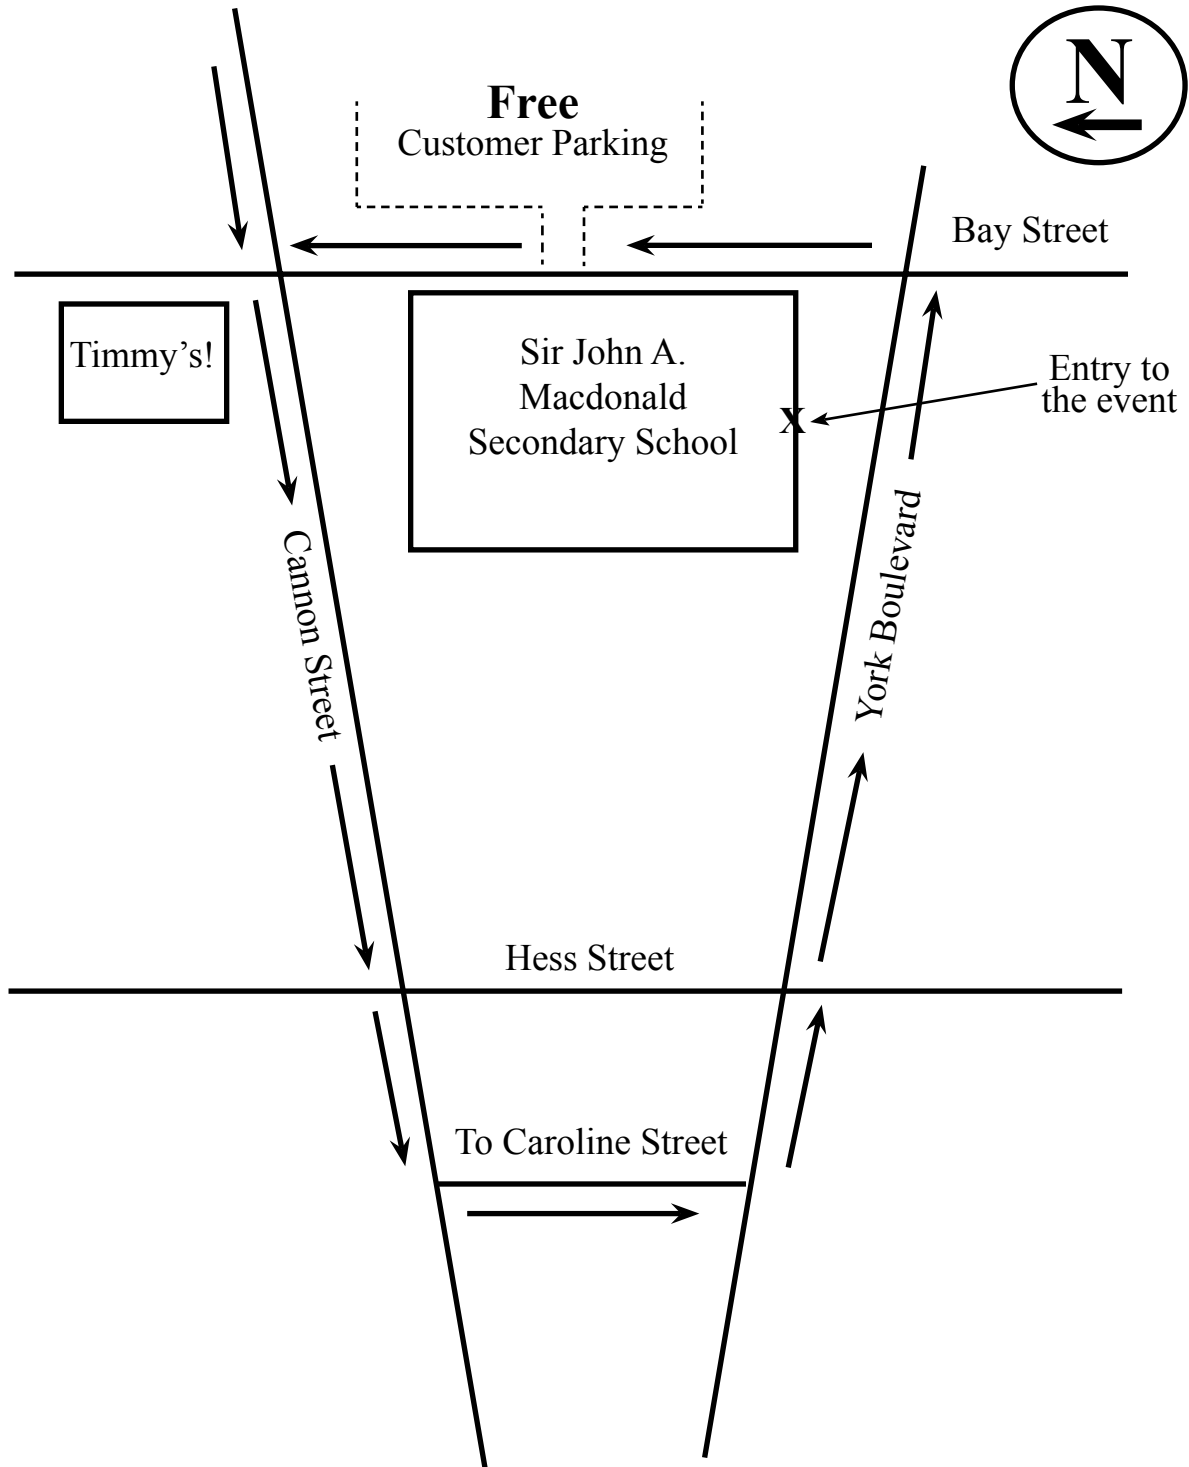 N
Free
Customer Parking
Bay Street
Timmy’s!
Sir John A.
Macdonald
Secondary School
X
Entry to
the event
Cannon Street
York Boulevard
Hess Street
To Caroline Street